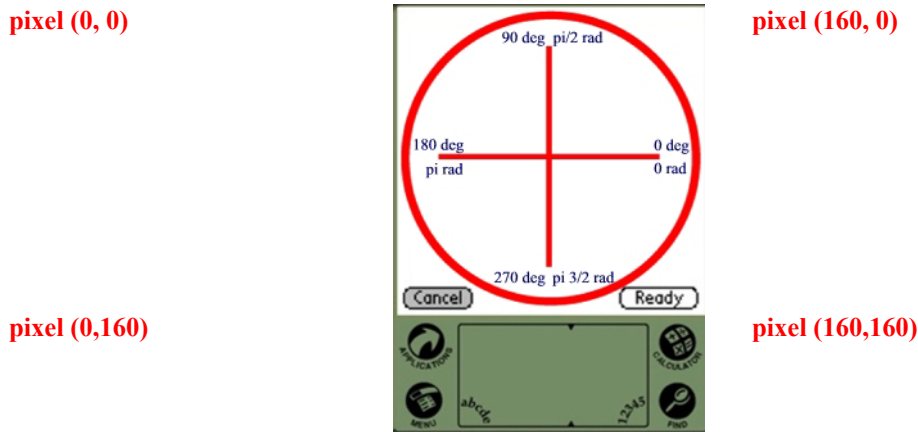 pixel (0, 0)
pixel (160, 0)
90 deg pi/2 rad
180 deg
0 deg
pi rad
0 rad
270 deg pi 3/2 rad
Cancel
Ready
pixel (0,160)
pixel (160,160)
APPLICATIONS
CALCULATOR
abcde
12345
MENU
FIND